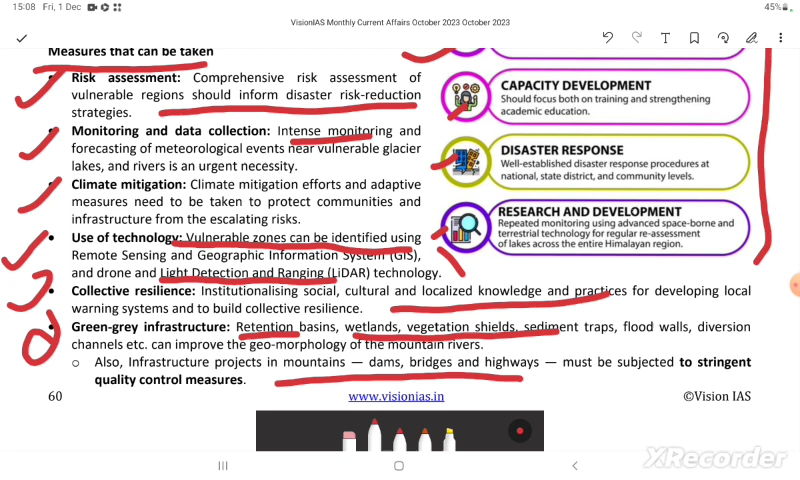 15:08 Fri, 1 Dec
45%
VisionIAS Monthly Current Affairs October 2023 October 2023
Measures that can be taken
• Risk assessment: Comprehensive risk assessment of
vulnerable regions should inform disaster risk-reduction
strategies.
• Monitoring and data collection: Intense monitoring and
forecasting of meteorological events near vulnerable glacier
lakes, and rivers is an urgent necessity.
• Climate mitigation: Climate mitigation efforts and adaptive
measures need to be taken to protect communities and
infrastructure from the escalating risks.
• Use of technology: Vulnerable zones can be identified using
Remote Sensing and Geographic Information System (GIS),
and drone and Light Detection and Ranging (LiDAR) technology.
CAPACITY DEVELOPMENT
Should focus both on training and strengthening
academic education.
DISASTER RESPONSE
Well-established disaster response procedures at
national, state district, and community levels.
RESEARCH AND DEVELOPMENT
Repeated monitoring using advanced space-borne and
terrestrial technology for regular re-assessment
of lakes across the entire Himalayan region.
• Collective resilience: Institutionalising social, cultural and localized knowledge and practices for developing local
warning systems and to build collective resilience.
• Green-grey infrastructure: Retention basins, wetlands, vegetation shields, sediment traps, flood walls, diversion
channels etc. can improve the geo-morphology of the mountain rivers.
o Also, Infrastructure projects in mountains — dams, bridges and highways — must be subjected to stringent
quality control measures.
60
www.visionias.in
©Vision IAS
XRecorder